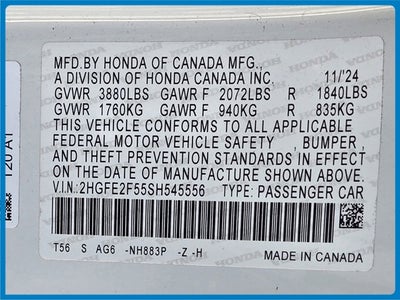 MFD.BY HONDA OF CANADA MFG.,
A DIVISION OF HONDA CANADA INC. 11/'24
GVWR 3880LBS GAWR F 2072LBS R 1840LBS
GVWR 1760KG GAWR F 940KG R 835KG
THIS VEHICLE CONFORMS TO ALL APPLICABLE
FEDERAL MOTOR VEHICLE SAFETY , BUMPER ,
AND THEFT PREVENTION STANDARDS IN EFFECT
ON THE DATE OF MANUFACTURE SHOWN ABOVE.
V.I.N:2HGFE2F55SH545556 TYPE: PASSENGER CAR
T56 S AG6 -NH883P -Z -H
MADE IN CANADA
T20 A1